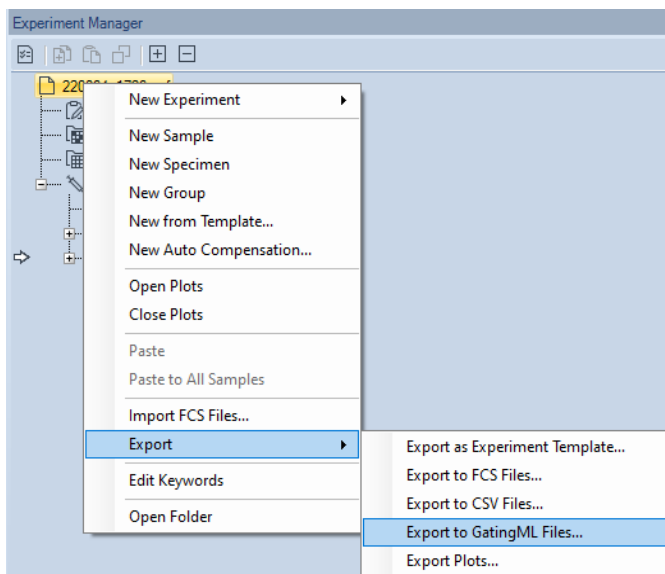 Experiment Manager
New Experiment
New Sample
New Specimen
New Group
New from Template...
New Auto Compensation...
Open Plots
Close Plots
Paste
Paste to All Samples
Import FCS Files...
Export
Edit Keywords
Open Folder
Export as Experiment Template...
Export to FCS Files...
Export to CSV Files...
Export to GatingML Files...
Export Plots...